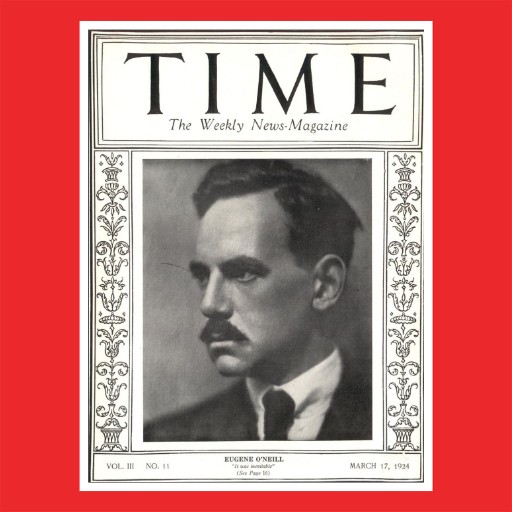 TIME
The Weekly News-Magazine
EUGENE O'NEILL
VOL. III NO. 11 "It was inevitable" MARCH 17, 1924
(See Page 16)